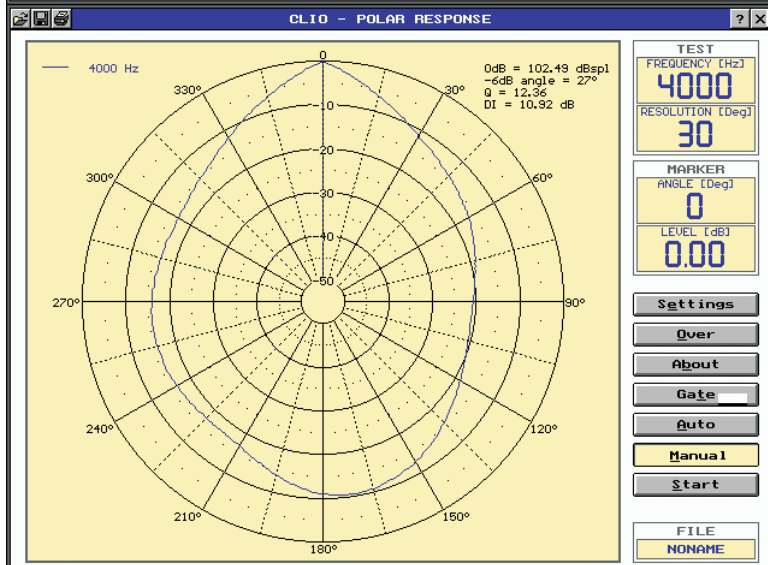 CLIO - POLAR RESPONSE
? x
4000 Hz
0dB = 102.49 dBspl
-6dB angle = 27°
Q = 12.36
DI = 10.92 dB
0
330°
30°
-10
-20
300°
60°
-30
-40
-50
270°
90°
240°
120°
210°
150°
180°
TEST
FREQUENCY [Hz]
4000
RESOLUTION [Deg]
30
MARKER
ANGLE [Deg]
0
LEVEL [dB]
0.00
Settings
Over
About
Gate
Auto
Manual
Start
FILE
NONAME